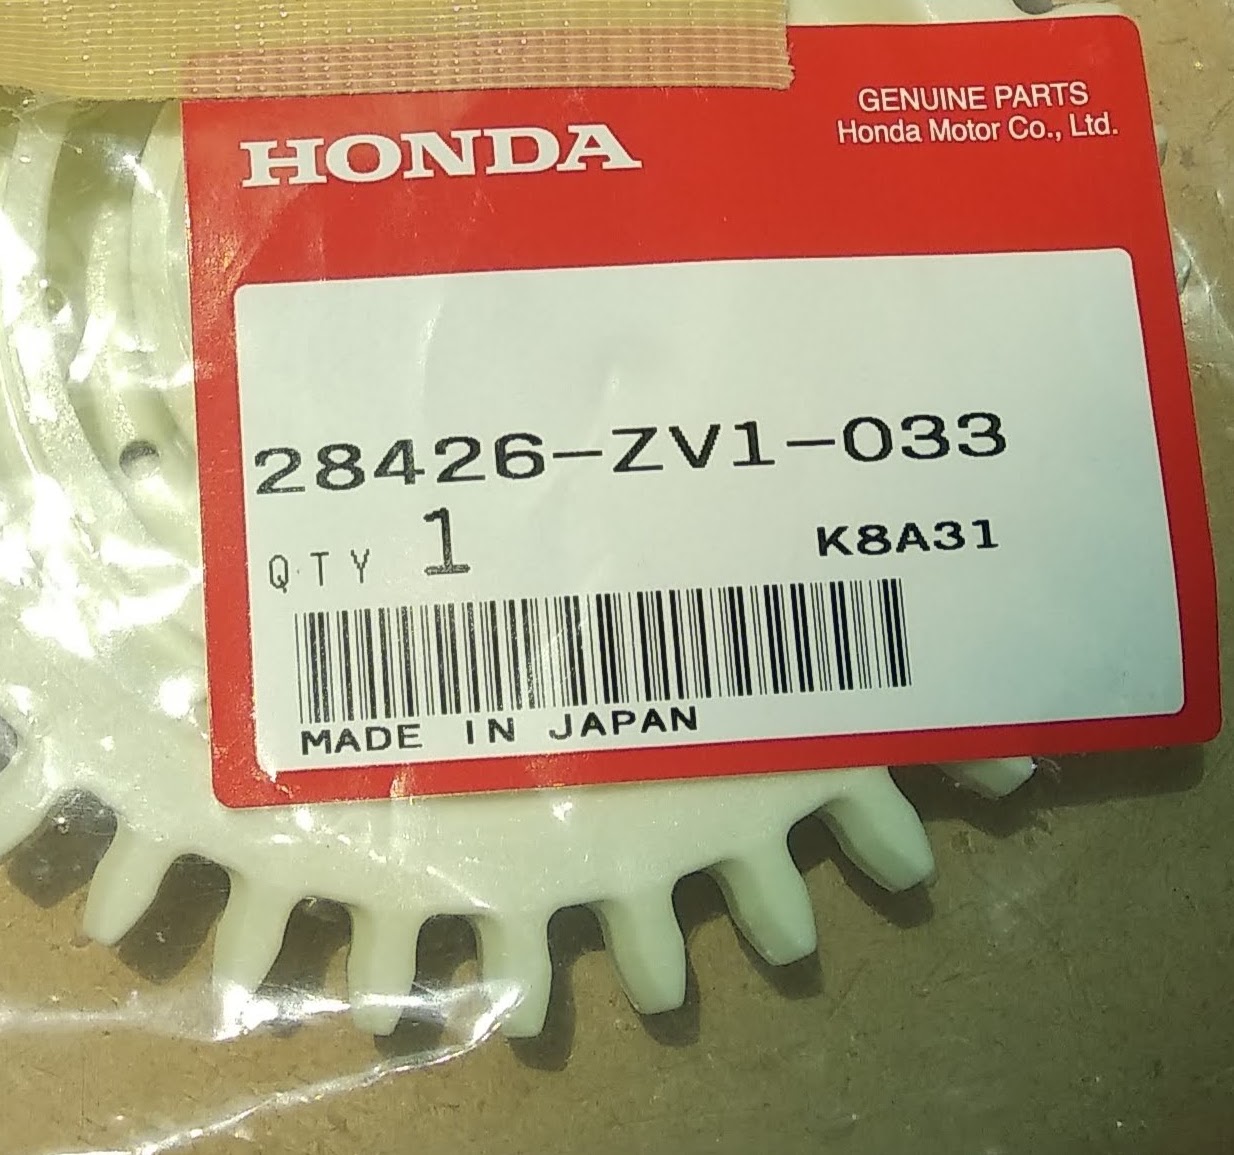 HONDA
GENUINE PARTS
Honda Motor Co., Ltd.
28426-ZV1-033
QTY 1
K8A31
MADE IN JAPAN